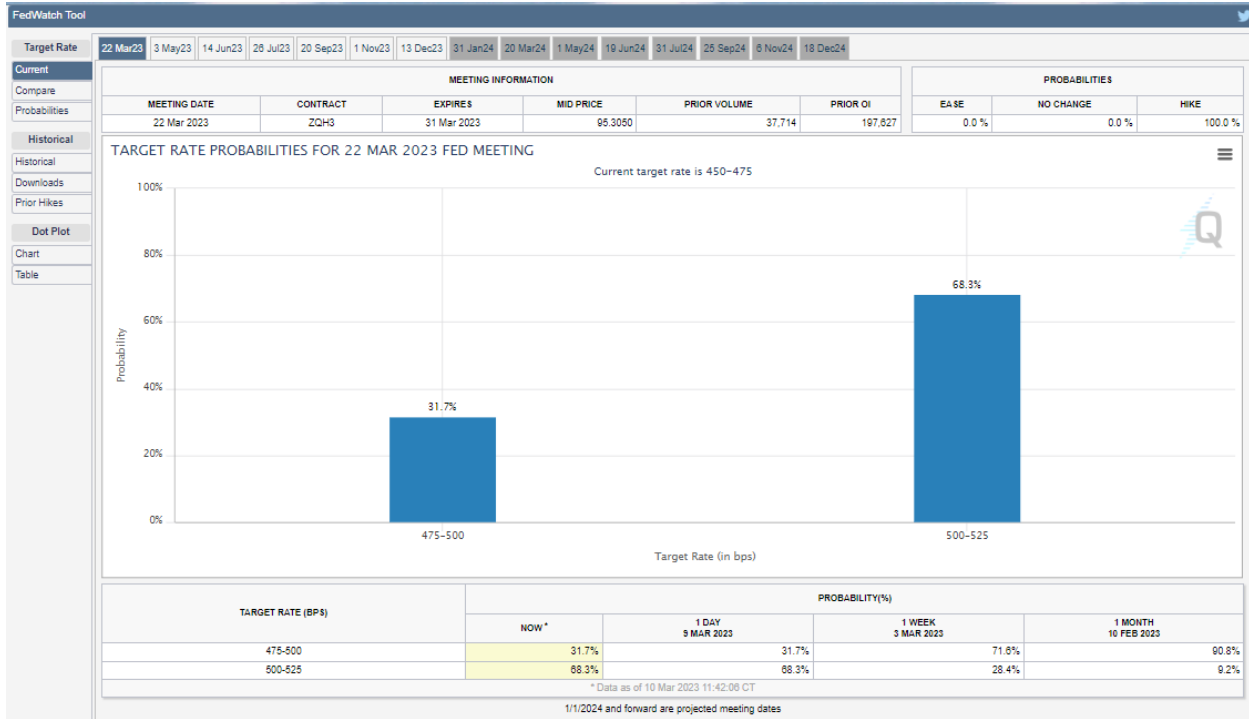 FedWatch Tool
Target Rate
Current
Compare
Probabilities
Historical
Historical
Downloads
Prior Hikes
Dot Plot
Chart
Table
22 Mar23 3 May23 14 Jun23 26 Jul23 20 Sep23 1 Nov23 13 Dec23 31 Jan24 20 Mar24 1 May24 19 Jun24 31 Jul24 25 Sep24 6 Nov24 18 Dec24
MEETING INFORMATION
MEETING DATE CONTRACT EXPIRES MID PRICE PRIOR VOLUME PRIOR OI
22 Mar 2023 ZQH3 31 Mar 2023 95.3050 37,714 197,627
PROBABILITIES
EASE NO CHANGE HIKE
0.0 % 0.0 % 100.0 %
TARGET RATE PROBABILITIES FOR 22 MAR 2023 FED MEETING
Current target rate is 450-475
Q
Probability
100%
80%
60%
40%
20%
0%
31.7%
68.3%
475-500 500-525
Target Rate (in bps)
TARGET RATE (BPS) PROBABILITY(%)
NOW * 1 DAY 9 MAR 2023 1 WEEK 3 MAR 2023 1 MONTH 10 FEB 2023
475-500 31.7% 31.7% 71.6% 90.8%
500-525 68.3% 68.3% 28.4% 9.2%
* Data as of 10 Mar 2023 11:42:06 CT
1/1/2024 and forward are projected meeting dates